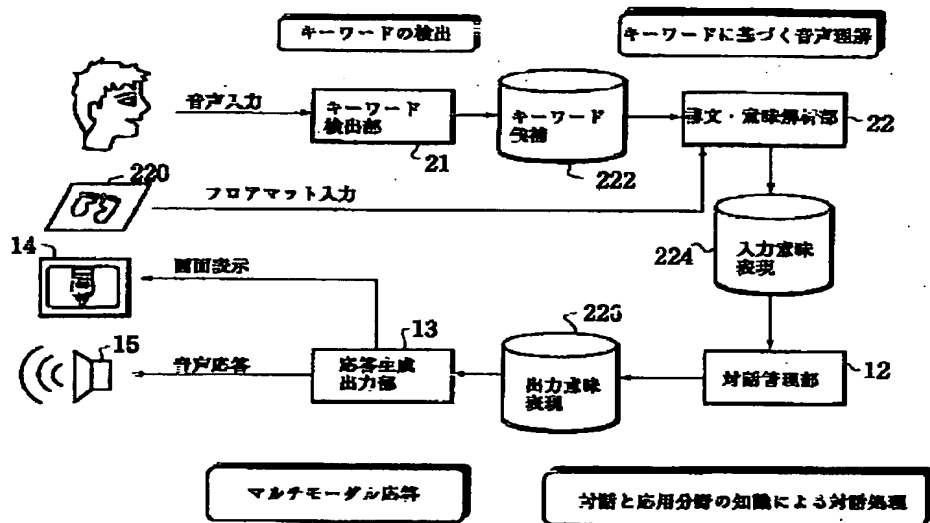 キーワードの検出
キーワードに基づく音声理解
音声入力
キーワード
検出部
21
キーワード
候補
222
構文・意味解析部
22
220
フロアマット入力
224
入力意味
表現
14
画面表示
226
13
15
音声応答
応答生成
出力部
出力意味
表現
対話管理部
12
マルチモーダル応答
対話と応用分野の知識による対話処理